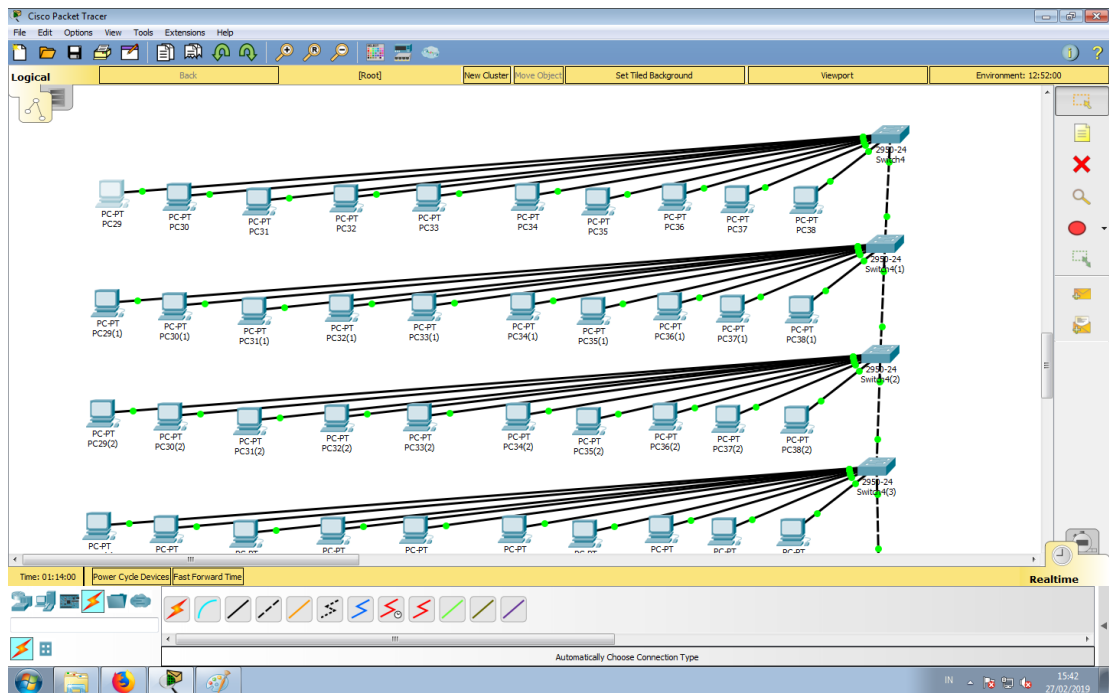 Cisco Packet Tracer
File Edit Options View Tools Extensions Help
Logical Back [Root] New Cluster Move Object Set Tiled Background Viewport Environment: 12:52:00
2950-24
Switch4
PC-PT
PC29
PC-PT
PC30
PC-PT
PC31
PC-PT
PC32
PC-PT
PC33
PC-PT
PC34
PC-PT
PC35
PC-PT
PC36
PC-PT
PC37
PC-PT
PC38
2950-24
Switch4(1)
PC-PT
PC29(1)
PC-PT
PC30(1)
PC-PT
PC31(1)
PC-PT
PC32(1)
PC-PT
PC33(1)
PC-PT
PC34(1)
PC-PT
PC35(1)
PC-PT
PC36(1)
PC-PT
PC37(1)
PC-PT
PC38(1)
2950-24
Switch4(2)
PC-PT
PC29(2)
PC-PT
PC30(2)
PC-PT
PC31(2)
PC-PT
PC32(2)
PC-PT
PC33(2)
PC-PT
PC34(2)
PC-PT
PC35(2)
PC-PT
PC36(2)
PC-PT
PC37(2)
PC-PT
PC38(2)
2950-24
Switch4(3)
PC-PT
PC-PT
PC-PT
PC-PT
PC-PT
PC-PT
PC-PT
PC-PT
PC-PT
PC-PT
Time: 01:14:00 Power Cycle Devices Fast Forward Time Realtime
Automatically Choose Connection Type
IN 15:42
27/02/2019